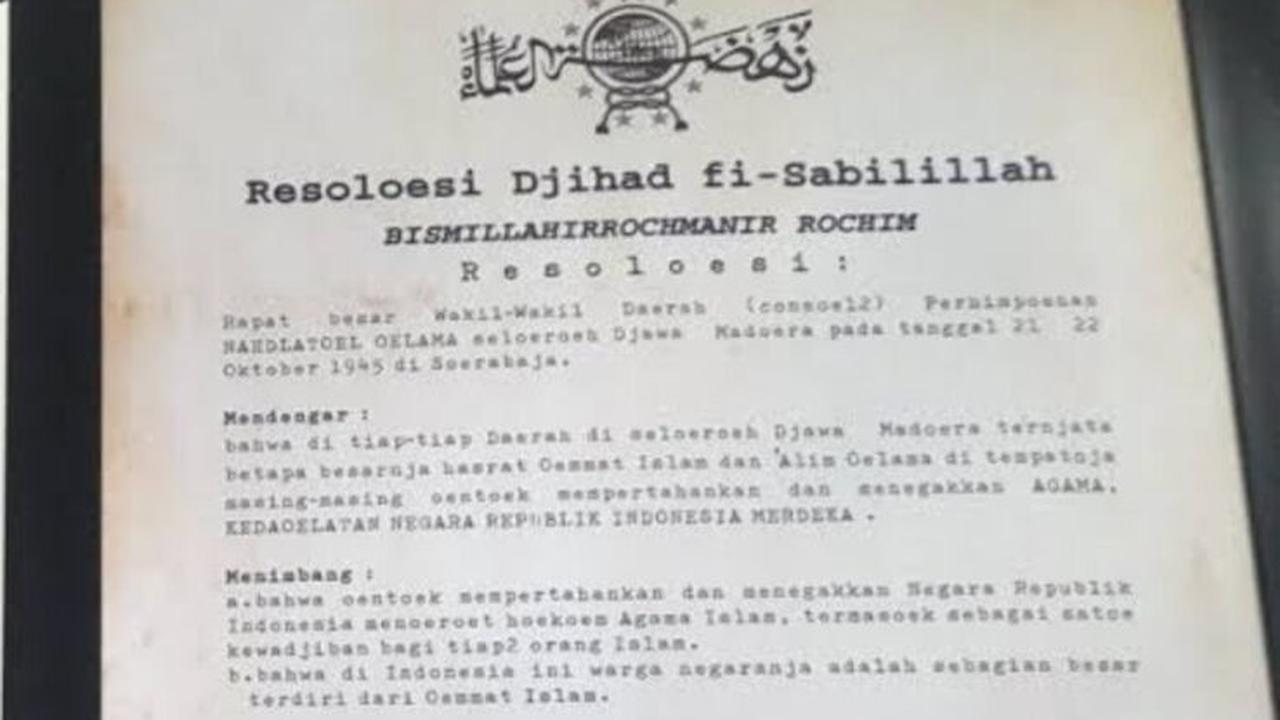 نهضة العلماء
Resoloesi Djihad fi-Sabilillah
BISMILLAHIRROCHMANIR ROCHIM
Resoloesi :
Rapat besar Wakil-Wakil Daerah (consoel2) Perhimpoenan
NAHDLATOEL OELAMA seloeroeh Djawa Madoera pada tanggal 21 22
Oktober 1945 di Soerabaja.
Mendengar :
bahwa di tiap-tiap Daerah di seloeroeh Djawa Madoera ternjata
betapa besarnja hasrat Oemmat Islam dan 'Alim Oelama di tempatnja
masing-masing oentoek mempertahankan dan menegakkan AGAMA,
KEDAOELATAN NEGARA REPUBLIK INDONESIA MERDEKA .
Menimbang :
a.bahwa oentoek mempertahankan dan menegakkan Negara Republik
Indonesia menoeroet hoekoem Agama Islam, termasoek sebagai satoe
kewadjiban bagi tiap2 orang Islam.
b.bahwa di Indonesia ini warga negaranja adalah sebagian besar
terdiri dari Oemmat Islam.